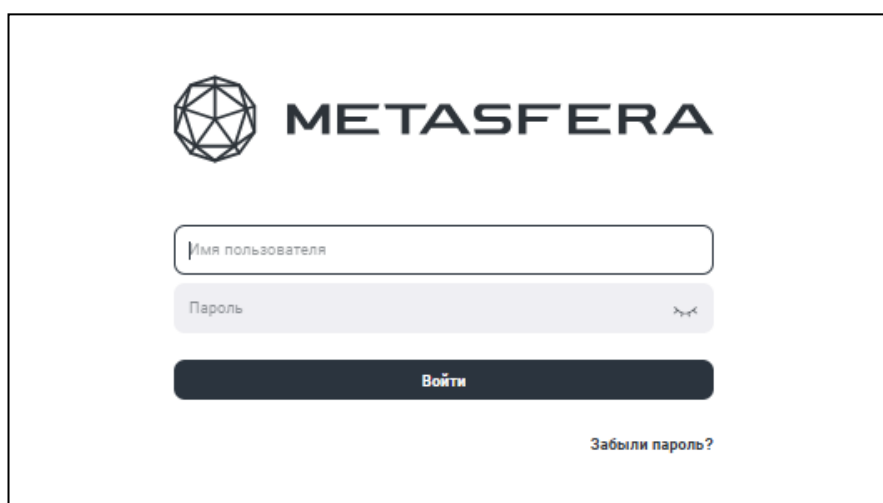 METASFERA
Имя пользователя
Пароль
Войти
Забыли пароль?